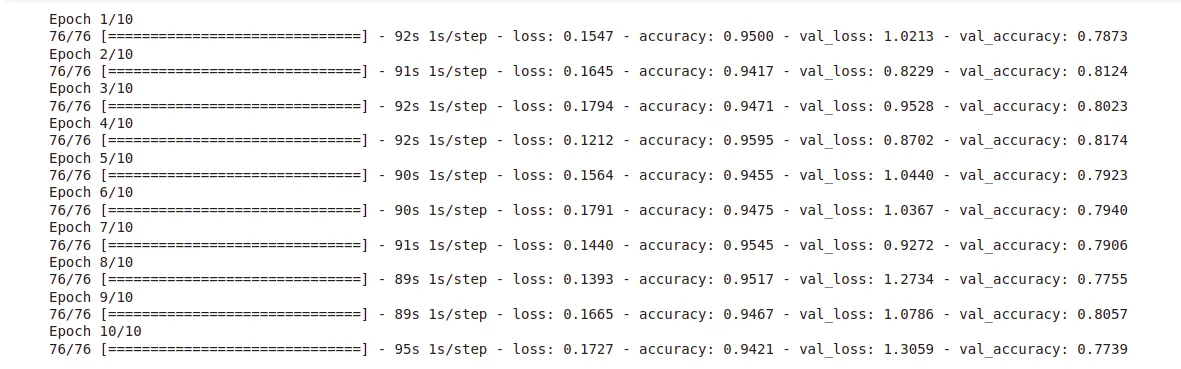 Epoch 1/10
76/76 [==============================] - 92s 1s/step - loss: 0.1547 - accuracy: 0.9500 - val_loss: 1.0213 - val_accuracy: 0.7873
Epoch 2/10
76/76 [==============================] - 91s 1s/step - loss: 0.1645 - accuracy: 0.9417 - val_loss: 0.8229 - val_accuracy: 0.8124
Epoch 3/10
76/76 [==============================] - 92s 1s/step - loss: 0.1794 - accuracy: 0.9471 - val_loss: 0.9528 - val_accuracy: 0.8023
Epoch 4/10
76/76 [==============================] - 92s 1s/step - loss: 0.1212 - accuracy: 0.9595 - val_loss: 0.8702 - val_accuracy: 0.8174
Epoch 5/10
76/76 [==============================] - 90s 1s/step - loss: 0.1564 - accuracy: 0.9455 - val_loss: 1.0440 - val_accuracy: 0.7923
Epoch 6/10
76/76 [==============================] - 90s 1s/step - loss: 0.1791 - accuracy: 0.9475 - val_loss: 1.0367 - val_accuracy: 0.7940
Epoch 7/10
76/76 [==============================] - 91s 1s/step - loss: 0.1440 - accuracy: 0.9545 - val_loss: 0.9272 - val_accuracy: 0.7906
Epoch 8/10
76/76 [==============================] - 89s 1s/step - loss: 0.1393 - accuracy: 0.9517 - val_loss: 1.2734 - val_accuracy: 0.7755
Epoch 9/10
76/76 [==============================] - 89s 1s/step - loss: 0.1665 - accuracy: 0.9467 - val_loss: 1.0786 - val_accuracy: 0.8057
Epoch 10/10
76/76 [==============================] - 95s 1s/step - loss: 0.1727 - accuracy: 0.9421 - val_loss: 1.3059 - val_accuracy: 0.7739